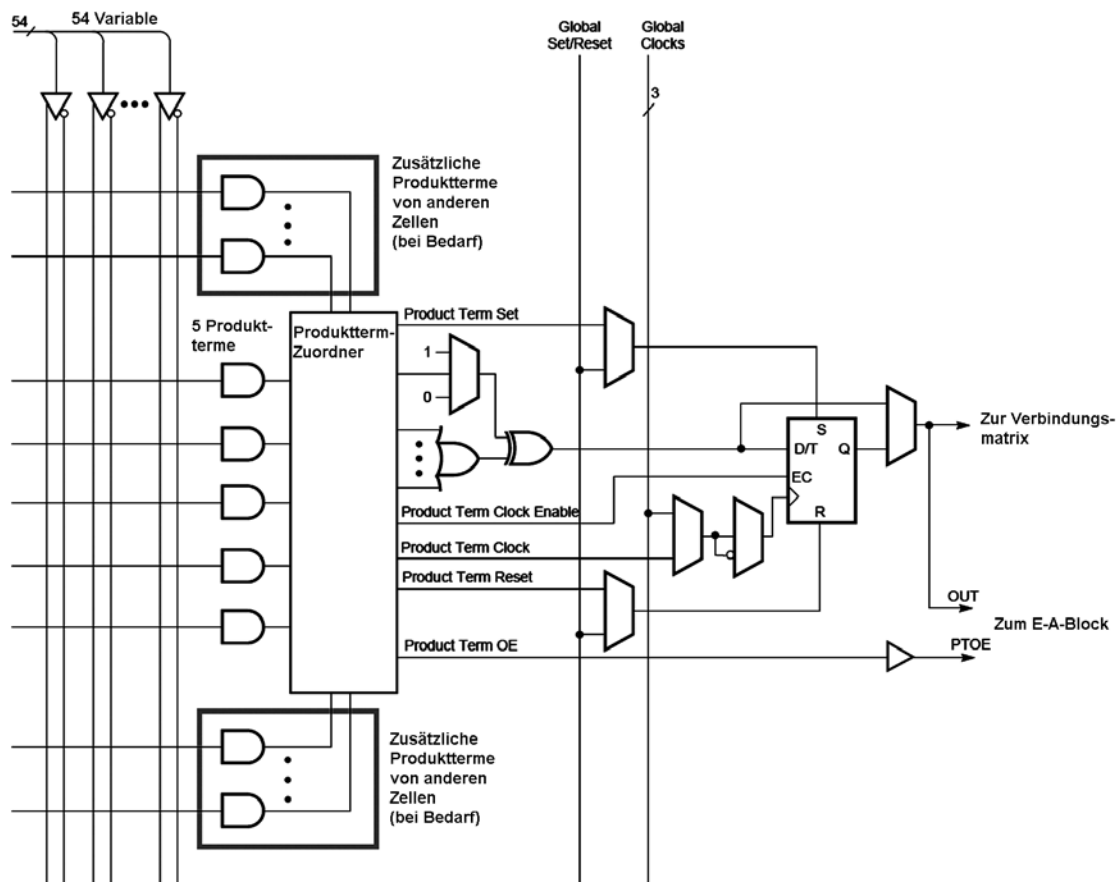 54
54 Variable
Global
Set/Reset
Global
Clocks
3
Zusätzliche
Produktterme
von anderen
Zellen
(bei Bedarf)
5 Produkt-
terme
Produktterm-
Zuordner
Product Term Set
1
0
Product Term Clock Enable
Product Term Clock
Product Term Reset
Product Term OE
S
D/T
Q
EC
R
Zur Verbindungs-
matrix
OUT
Zum E-A-Block
PTOE
Zusätzliche
Produktterme
von anderen
Zellen
(bei Bedarf)